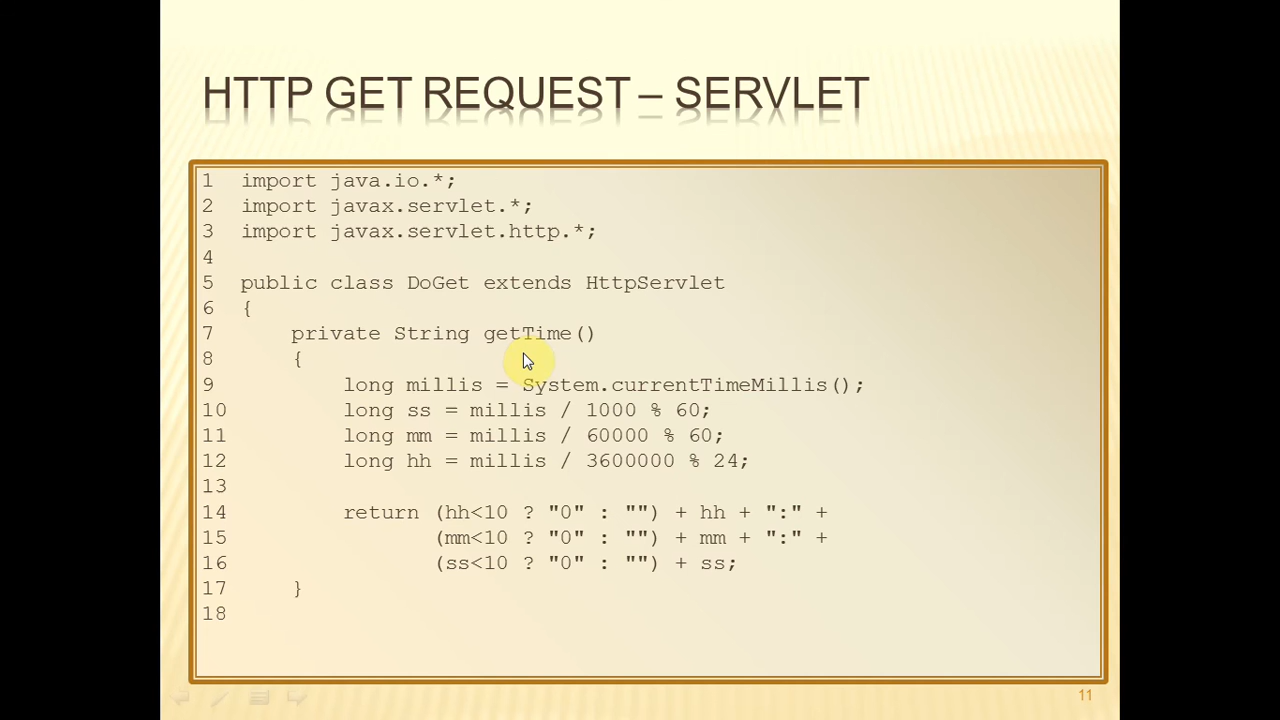 HTTP GET REQUEST – SERVLET
1 import java.io.*;
2 import javax.servlet.*;
3 import javax.servlet.http.*;
4
5 public class DoGet extends HttpServlet
6 {
7     private String getTime()
8     {
9         long millis = System.currentTimeMillis();
10         long ss = millis / 1000 % 60;
11         long mm = millis / 60000 % 60;
12         long hh = millis / 3600000 % 24;
13
14         return (hh<10 ? "0" : "") + hh + ":" +
15                (mm<10 ? "0" : "") + mm + ":" +
16                (ss<10 ? "0" : "") + ss;
17     }
18
11